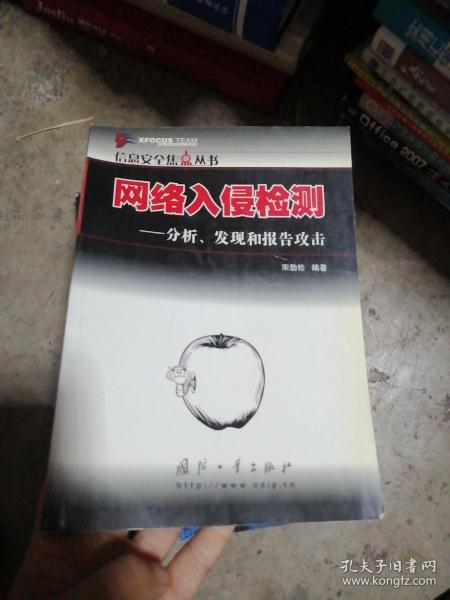 XFOCUS TEAM
信息安全焦点丛书
网络入侵检测
——分析、发现和报告攻击
宋劲松 编著
国防工业出版社
http://www.ndip.cn
Office 2007
孔夫子旧书网
www.kongfz.com